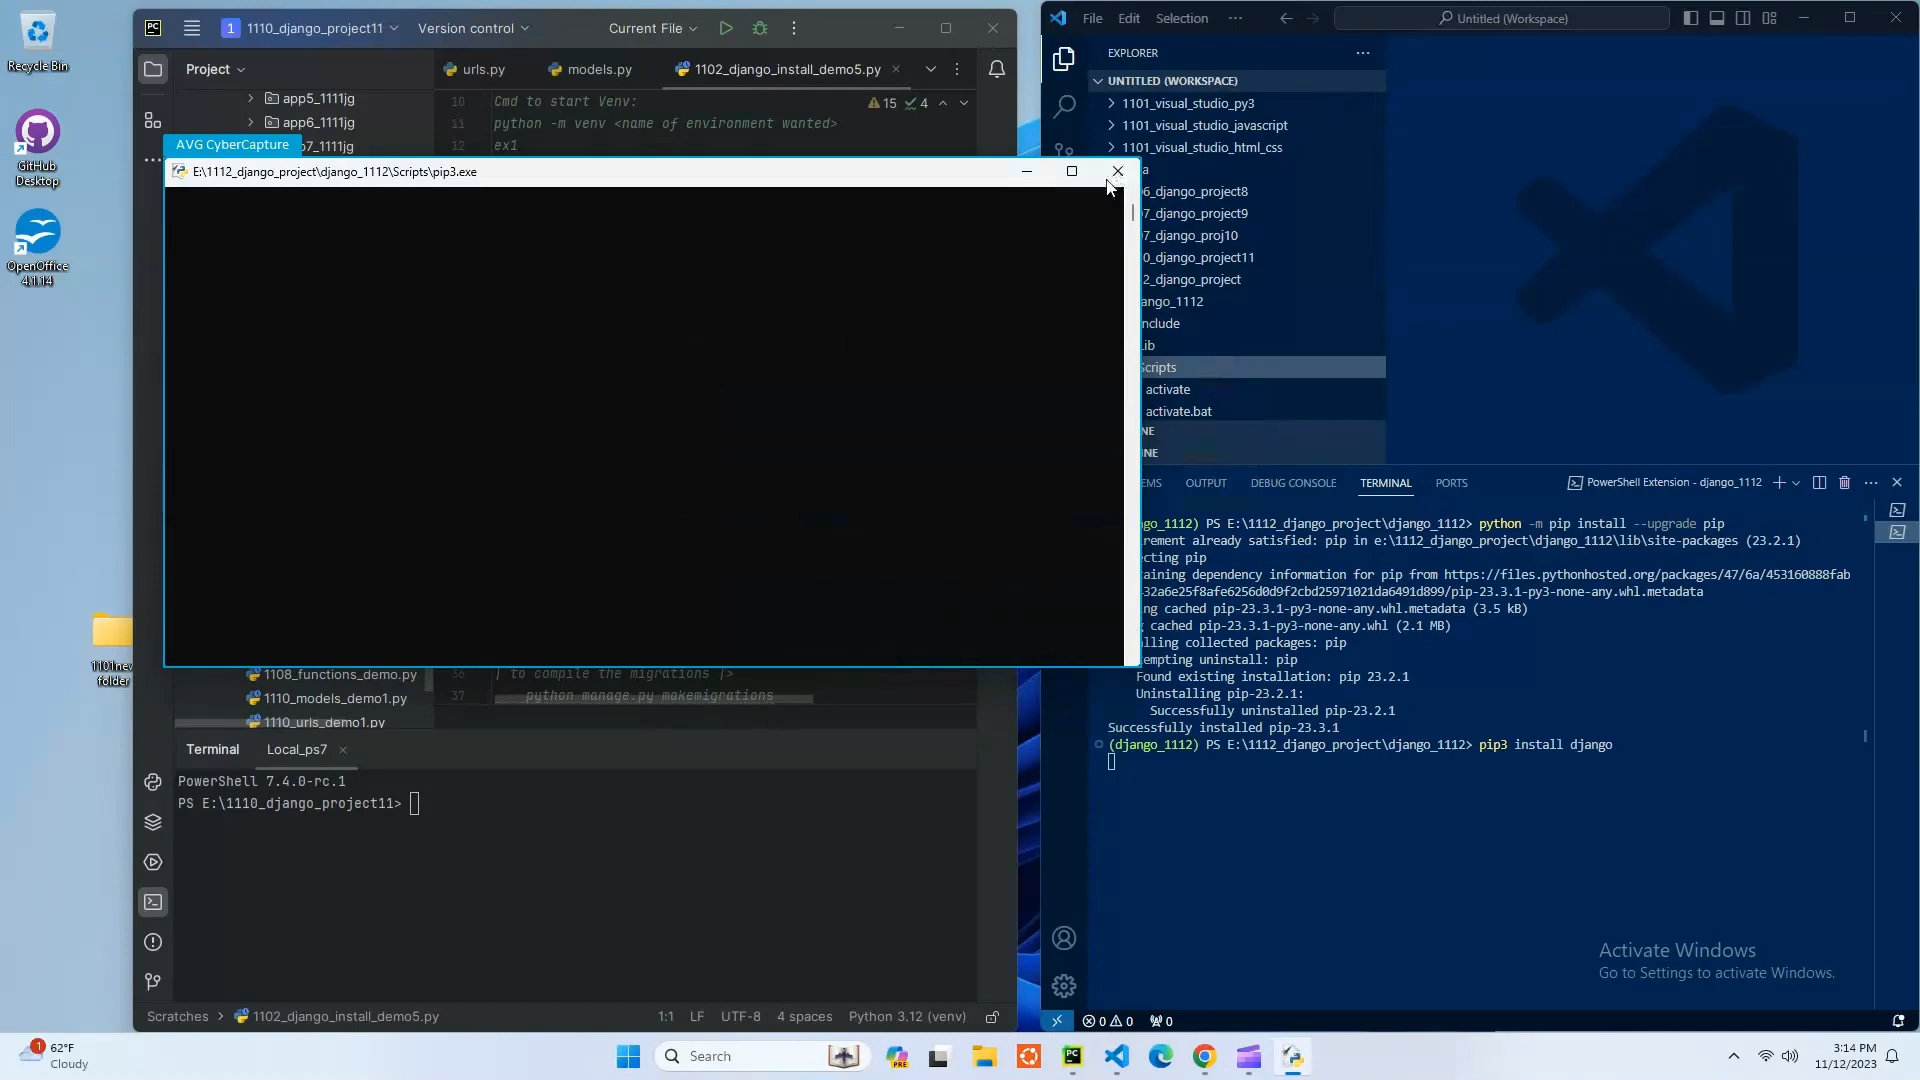 Recycle Bin
GitHub
Desktop
OpenOffice
4.1.14
1101new
folder
1 1110_django_project11
Version control
Current File
Project
urls.py
models.py
1102_django_install_demo5.py
app5_1111jg
app6_1111jg
p7_1111jg
10
Cmd to start Venv:
15
4
11
python -m venv <name of environment wanted>
12
ex1
AVG CyberCapture
E:\1112_django_project\django_1112\Scripts\pip3.exe
1108_functions_demo.py
1110_models_demo1.py
1110_urls_demo1.py
36
| to compile the migrations |>
37
python manage.py makemigrations
Terminal
Local_ps7
PowerShell 7.4.0-rc.1
PS E:\1110_django_project11>
Scratches
1102_django_install_demo5.py
1:1
LF
UTF-8
4 spaces
Python 3.12 (venv)
File
Edit
Selection
Untitled (Workspace)
EXPLORER
UNTITLED (WORKSPACE)
1101_visual_studio_py3
1101_visual_studio_javascript
1101_visual_studio_html_css
a
6_django_project8
7_django_project9
7_django_proj10
0_django_project11
2_django_project
ango_1112
nclude
ib
Scripts
activate
activate.bat
NE
NE
EMS
OUTPUT
DEBUG CONSOLE
TERMINAL
PORTS
PowerShell Extension - django_1112
go_1112) PS E:\1112_django_project\django_1112> python -m pip install --upgrade pip
rement already satisfied: pip in e:\1112_django_project\django_1112\lib\site-packages (23.2.1)
ecting pip
aining dependency information for pip from https://files.pythonhosted.org/packages/47/6a/453160888fab
32a6e25f8afe6256d0d9f2cbd25971021da6491d899/pip-23.3.1-py3-none-any.whl.metadata
ng cached pip-23.3.1-py3-none-any.whl.metadata (3.5 kB)
g cached pip-23.3.1-py3-none-any.whl (2.1 MB)
lling collected packages: pip
tempting uninstall: pip
Found existing installation: pip 23.2.1
Uninstalling pip-23.2.1:
Successfully uninstalled pip-23.2.1
Successfully installed pip-23.3.1
(django_1112) PS E:\1112_django_project\django_1112> pip3 install django
Activate Windows
Go to Settings to activate Windows.
0 0
0
1
62°F
Cloudy
Search
PRE
PC
3:14 PM
11/12/2023